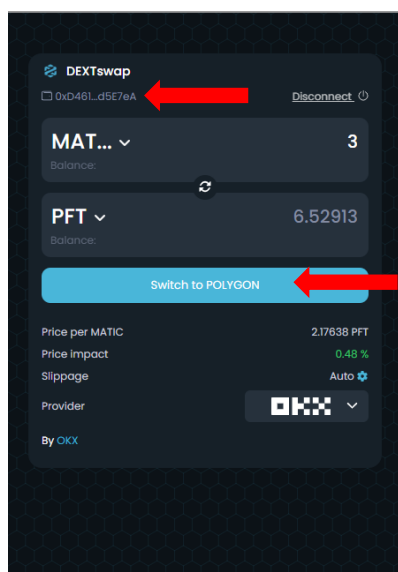 DEXTswap
0xD461...d5E7eA Disconnect
MAT... 3
Balance:
PFT 6.52913
Balance:
Switch to POLYGON
Price per MATIC 2.17638 PFT
Price impact 0.48 %
Slippage Auto
Provider OKX
By OKX